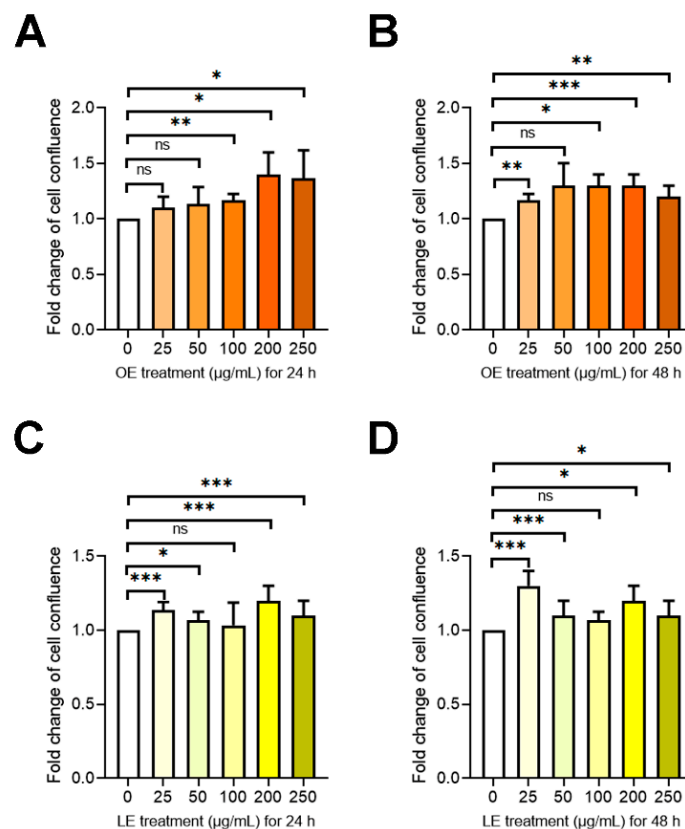 A
*
*
**
ns
ns
Fold change of cell confluence
2.0
1.5
1.0
0.5
0.0
0 25 50 100 200 250
OE treatment (µg/mL) for 24 h
B
**
***
*
ns
**
Fold change of cell confluence
2.0
1.5
1.0
0.5
0.0
0 25 50 100 200 250
OE treatment (µg/mL) for 48 h
C
***
***
ns
*
***
Fold change of cell confluence
1.5
1.0
0.5
0.0
0 25 50 100 200 250
LE treatment (µg/mL) for 24 h
D
*
*
ns
***
***
Fold change of cell confluence
1.5
1.0
0.5
0.0
0 25 50 100 200 250
LE treatment (µg/mL) for 48 h